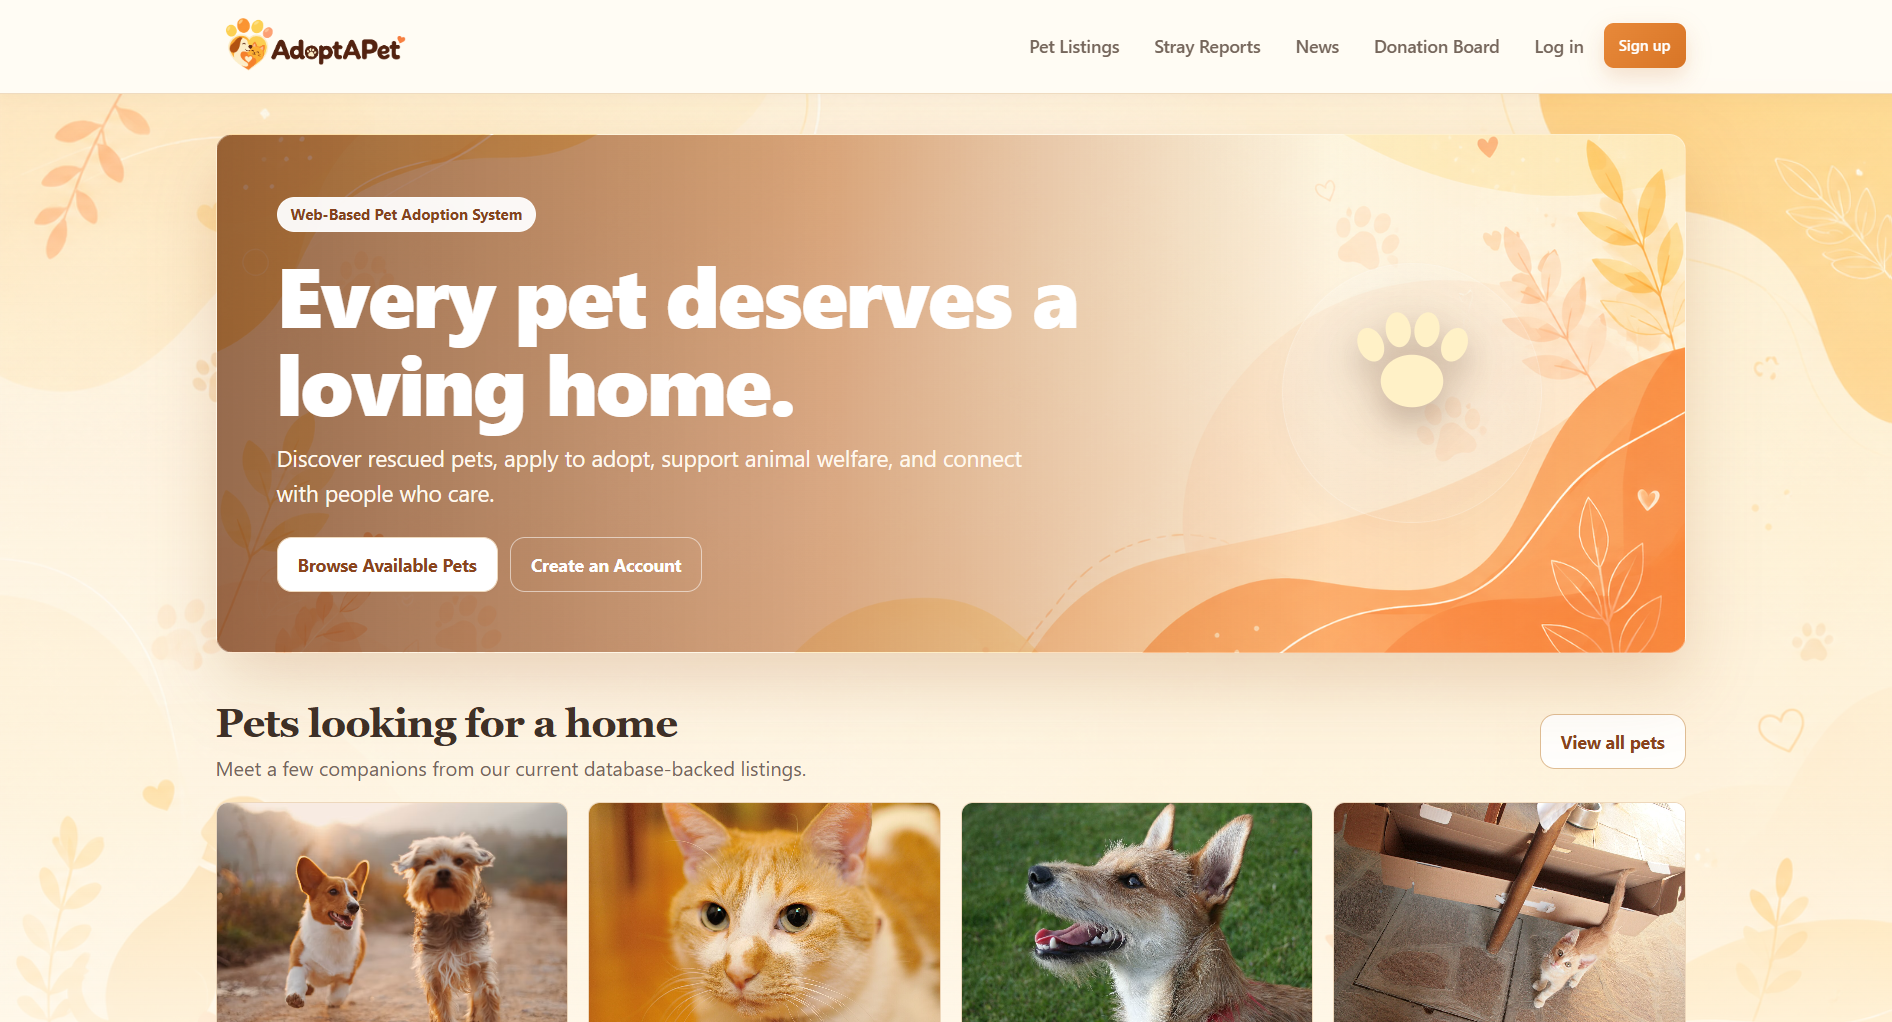 AdoptAPet
Pet Listings
Stray Reports
News
Donation Board
Log in
Sign up
Web-Based Pet Adoption System
Every pet deserves a
loving home.
Discover rescued pets, apply to adopt, support animal welfare, and connect
with people who care.
Browse Available Pets
Create an Account
Pets looking for a home
Meet a few companions from our current database-backed listings.
View all pets